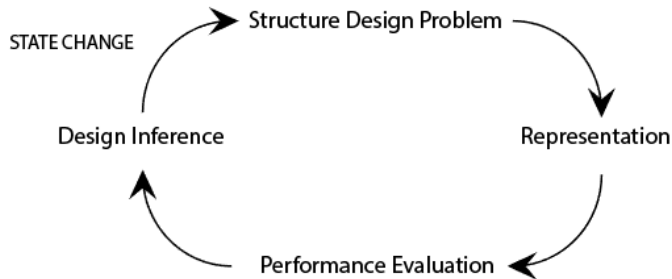 Structure Design Problem
STATE CHANGE
Design Inference
Representation
Performance Evaluation